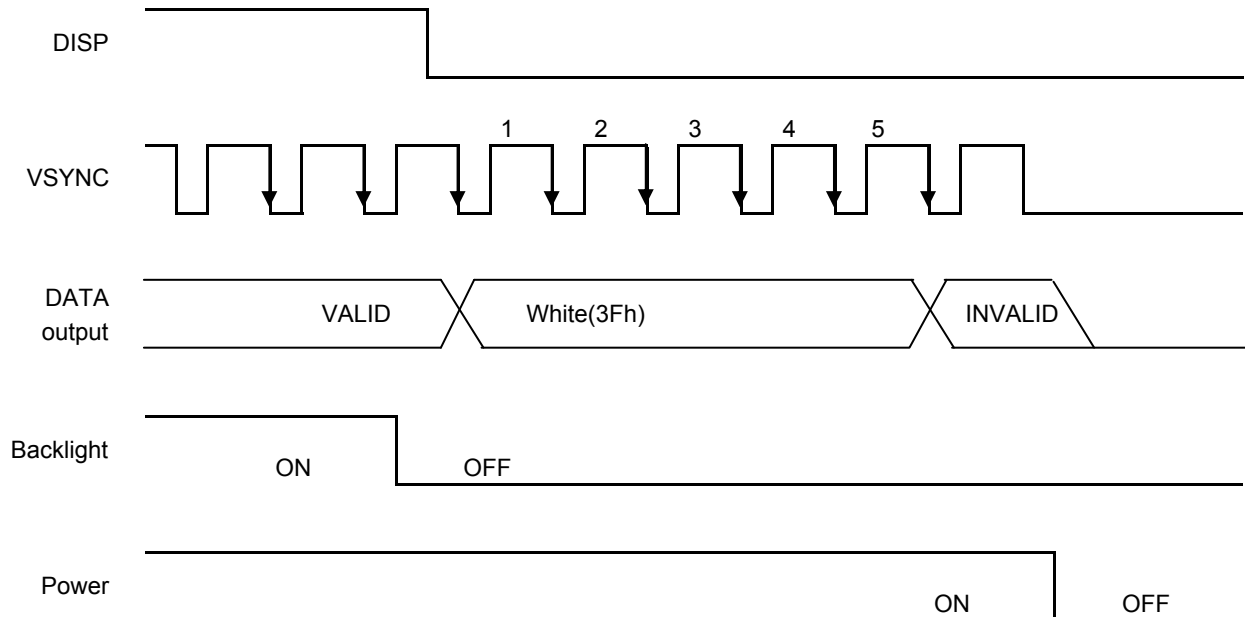 DISP
1 2 3 4 5
VSYNC
DATA
output
VALID White(3Fh) INVALID
Backlight
ON OFF
Power
ON OFF